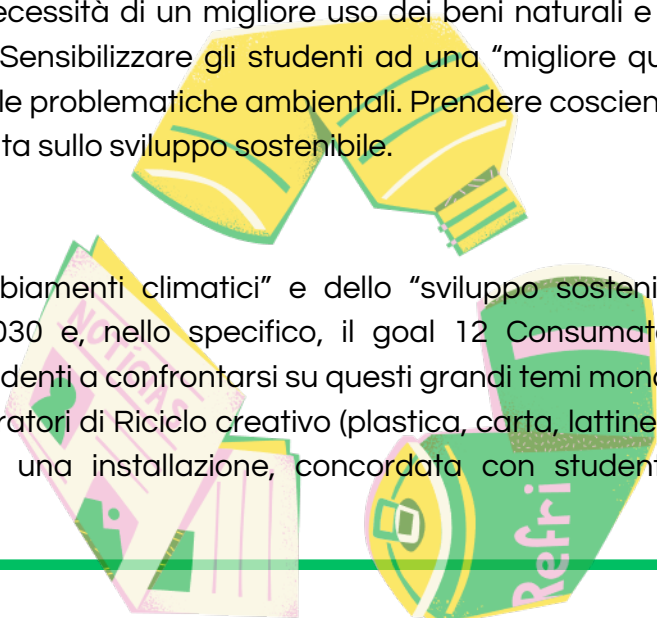 ecessità di un migliore uso dei beni naturali e
Sensibilizzare gli studenti ad una “migliore qu
le problematiche ambientali. Prendere coscien
ta sullo sviluppo sostenibile.
biamenti climatici” e dello “sviluppo sosteni
030 e, nello specifico, il goal 12 Consumat
denti a confrontarsi su questi grandi temi mond
ratori di Riciclo creativo (plastica, carta, lattine
una installazione, concordata con student
NOTÍCIAS
Refri